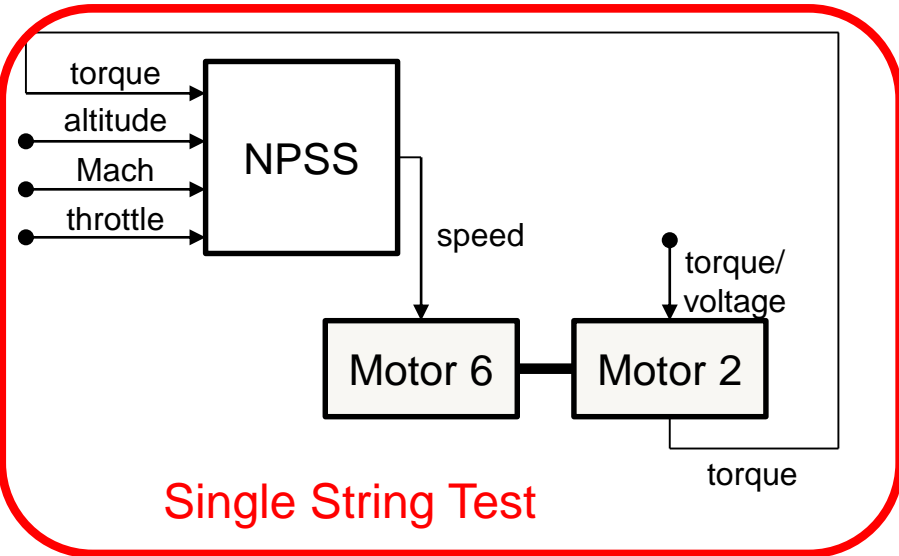 torque
altitude
Mach
throttle
NPSS
speed
torque/
voltage
Motor 6
Motor 2
torque
Single String Test